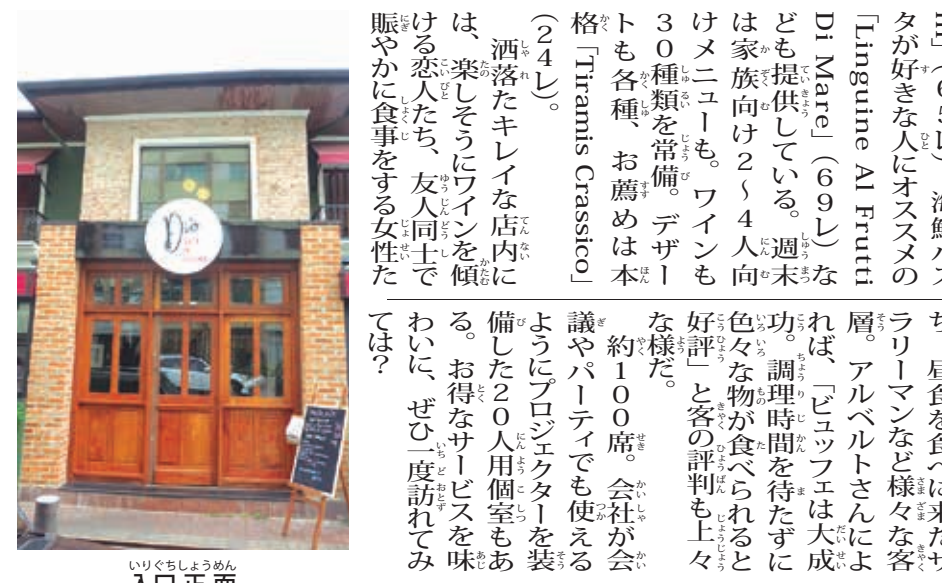 海鮮パス
タが好きな人にオススメの
「Linguine Al Frutti
Di Mare」（69レ）な
ども提供している。週末
は家族向け2～4人向
けメニューも。ワインも
30種類を常備。デザー
トも各種、お薦めは本
格「Tiramis Crassico」
（24レ）。
洒落たキレイな店内に
は、楽しそうにワインを傾
ける恋人たち、友人同士で
賑やかに食事をする女性た
ち、昼食を食べに来たサ
ラリーマンなど様々な客
層。アルベルトさんによ
れば、「ビュッフェは大成
功。調理時間を待たずに
色々な物が食べられると
好評」と客の評判も上々
な様だ。
約100席。会社が会
議やパーティでも使える
ようにプロジェクターを装
備した20人用個室もあ
る。お得なサービスを味
わいに、ぜひ一度訪れてみ
ては？
Dio
いりぐちしょうめん
入口正面